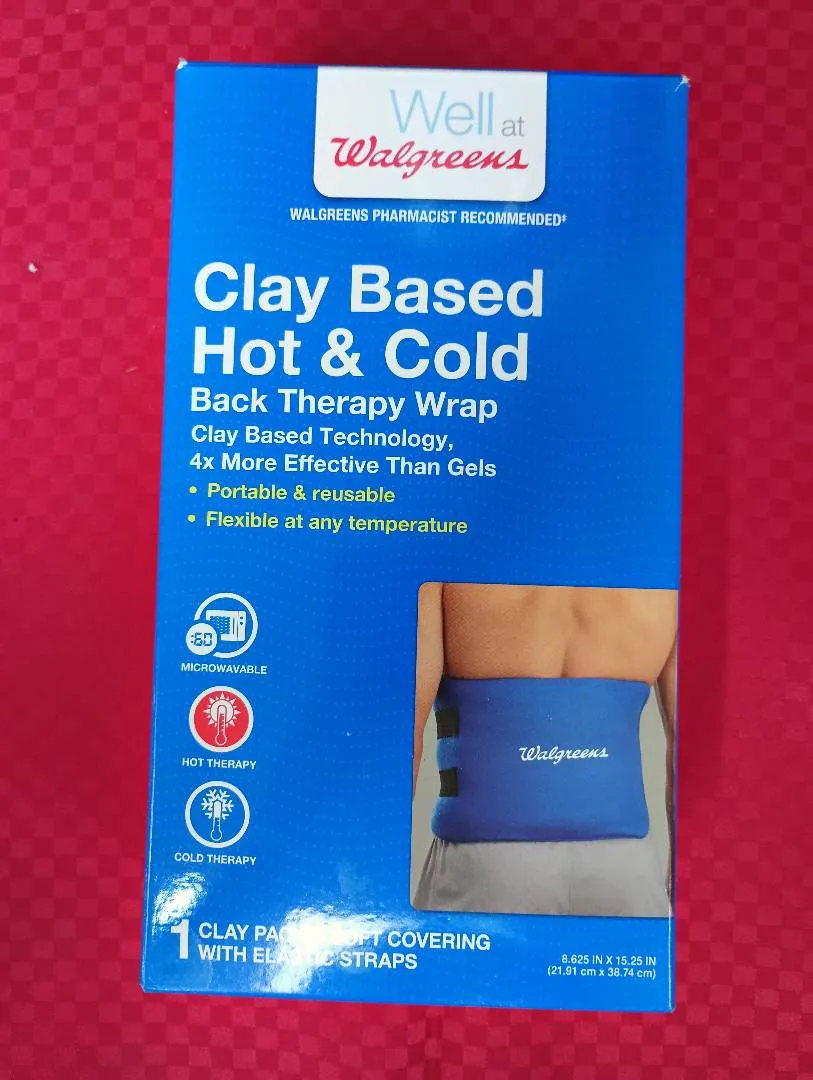 Well at
Walgreens
WALGREENS PHARMACIST RECOMMENDED‡
Clay Based
Hot & Cold
Back Therapy Wrap
Clay Based Technology,
4x More Effective Than Gels
• Portable & reusable
• Flexible at any temperature
:60
MICROWAVABLE
HOT THERAPY
COLD THERAPY
Walgreens
1 CLAY COVERING
WITH ELASTIC STRAPS
8.625 IN X 15.25 IN
(21.91 cm x 38.74 cm)